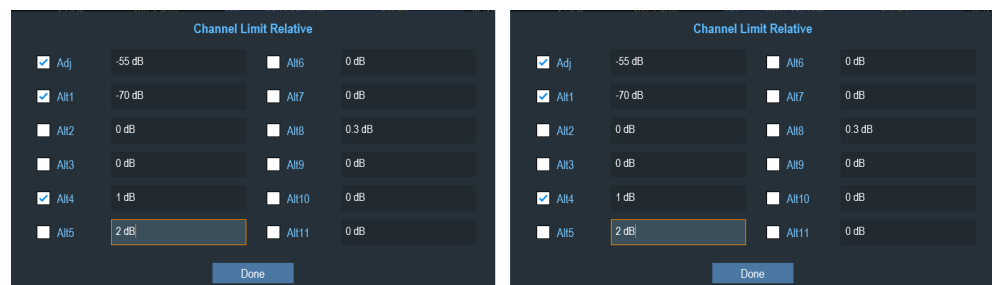 Channel Limit Relative
Adj -55 dB Alt6 0 dB
Alt1 -70 dB Alt7 0 dB
Alt2 0 dB Alt8 0.3 dB
Alt3 0 dB Alt9 0 dB
Alt4 1 dB Alt10 0 dB
Alt5 2 dB Alt11 0 dB
Done
Channel Limit Relative
Adj -55 dB Alt6 0 dB
Alt1 -70 dB Alt7 0 dB
Alt2 0 dB Alt8 0.3 dB
Alt3 0 dB Alt9 0 dB
Alt4 1 dB Alt10 0 dB
Alt5 2 dB Alt11 0 dB
Done